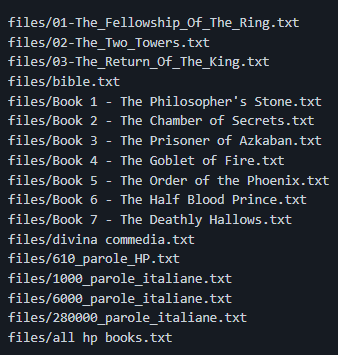 files/01-The_Fellowship_Of_The_Ring.txt
files/02-The_Two_Towers.txt
files/03-The_Return_Of_The_King.txt
files/bible.txt
files/Book 1 - The Philosopher's Stone.txt
files/Book 2 - The Chamber of Secrets.txt
files/Book 3 - The Prisoner of Azkaban.txt
files/Book 4 - The Goblet of Fire.txt
files/Book 5 - The Order of the Phoenix.txt
files/Book 6 - The Half Blood Prince.txt
files/Book 7 - The Deathly Hallows.txt
files/divina commedia.txt
files/610_parole_HP.txt
files/1000_parole_italiane.txt
files/6000_parole_italiane.txt
files/280000_parole_italiane.txt
files/all hp books.txt